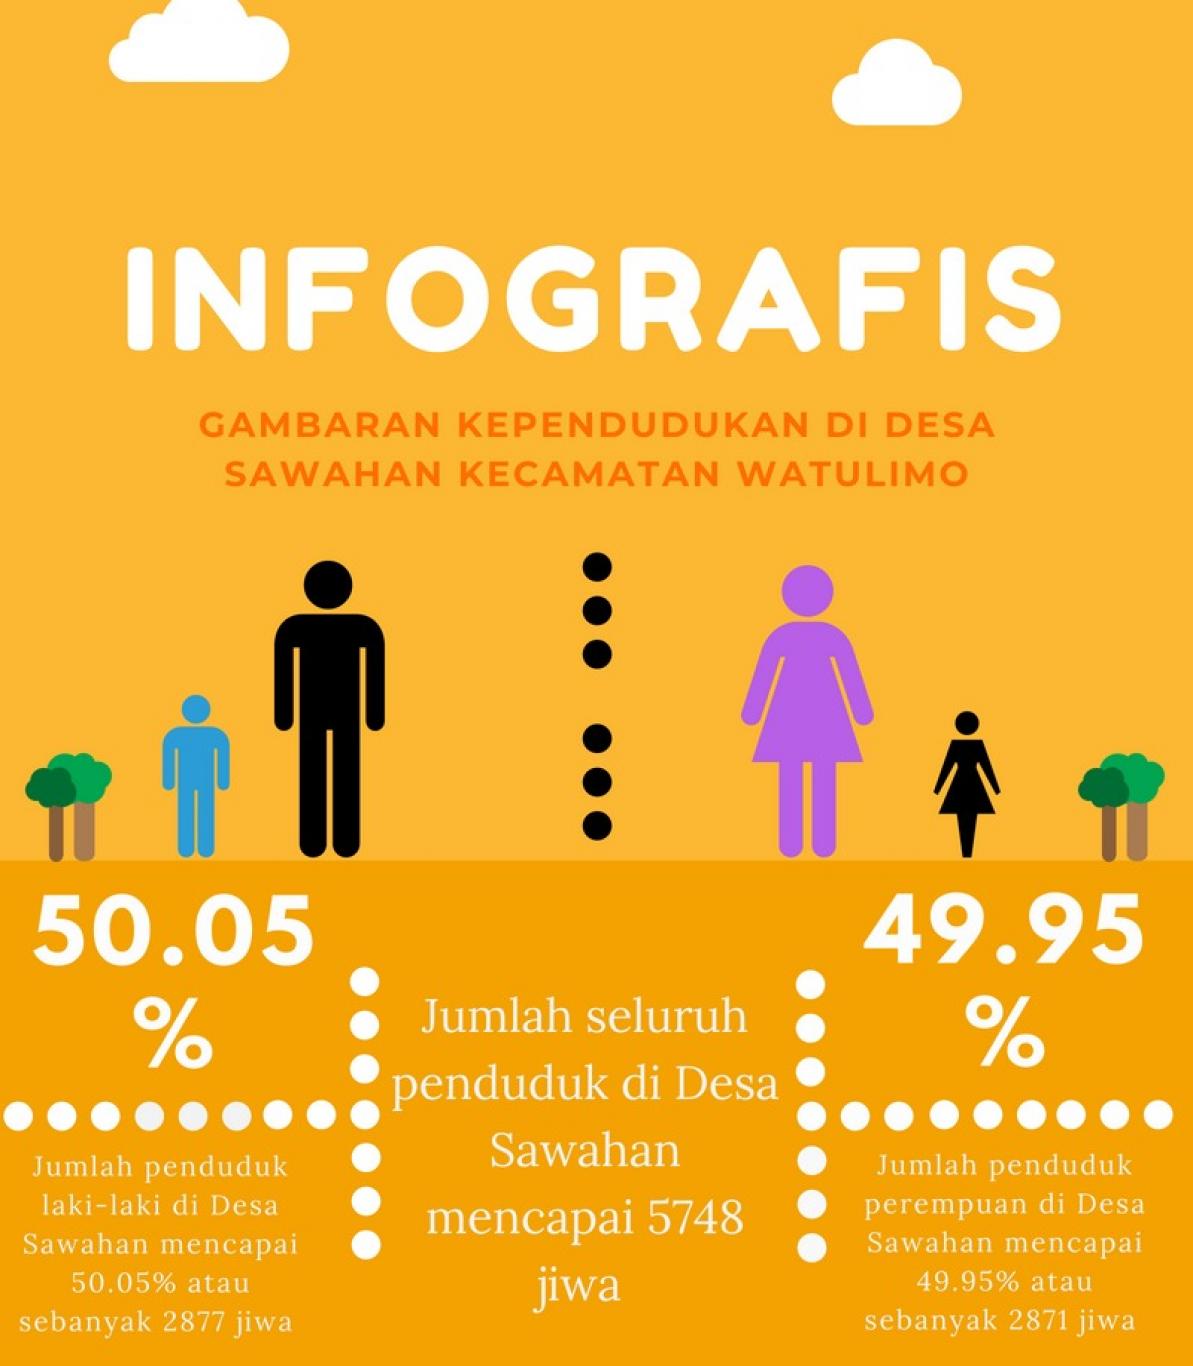 INFOGRAFIS
GAMBARAN KEPENDUDUKAN DI DESA
SAWAHAN KECAMATAN WATULIMO
50.05
%
Jumlah penduduk
laki-laki di Desa
Sawahan mencapai
50.05% atau
sebanyak 2877 jiwa
Jumlah seluruh
penduduk di Desa
Sawahan
mencapai 5748
jiwa
49.95
%
Jumlah penduduk
perempuan di Desa
Sawahan mencapai
49.95% atau
sebanyak 2871 jiwa